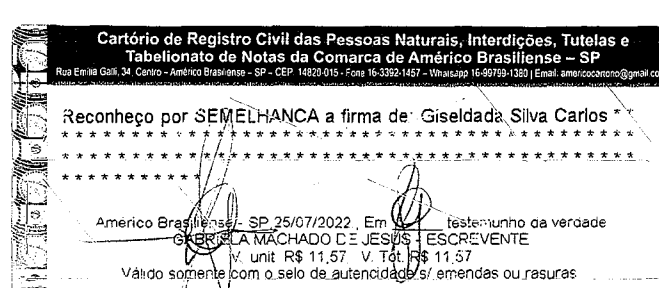 Cartório de Registro Civil das Pessoas Naturais, Interdições, Tutelas e
Tabelionato de Notas da Comarca de Américo Brasiliense – SP
Rua Emilia Galli, 34, Centro – Américo Brasiliense – SP – CEP. 14820-015 - Fone 16-3392-1457 – Whatsapp 16-99799-1380 | Email: americocartorio@gmail.co
Reconheço por SEMELHANCA a firma de: Giseldada Silva Carlos * *
* * * * * * * * * * * * * * * * * * * * * * * * * * * * * * * * * * * * * * * *
* * * * * * * * * * * * * * * * * * * * * * * * * * * * * * * * * * * * * * * *
* * * * * * * * * *
Américo Brasiliense - SP 25/07/2022, Em testemunho da verdade
GABRIELA MACHADO DE JESUS - ESCREVENTE
V. unit R$ 11,57 V. Tot. R$ 11,57
Válido somente com o selo de autencidade s/ emendas ou rasuras